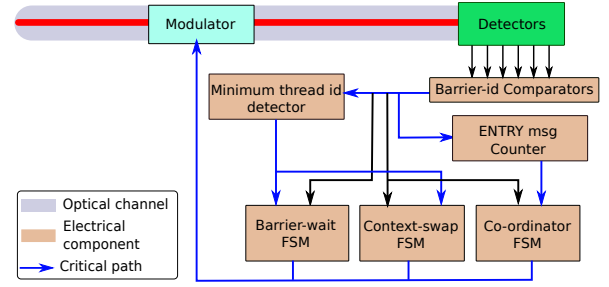 Modulator
Detectors
Minimum thread id
detector
Barrier-id Comparators
ENTRY msg
Counter
Barrier-wait
FSM
Context-swap
FSM
Co-ordinator
FSM
Optical channel
Electrical
component
Critical path